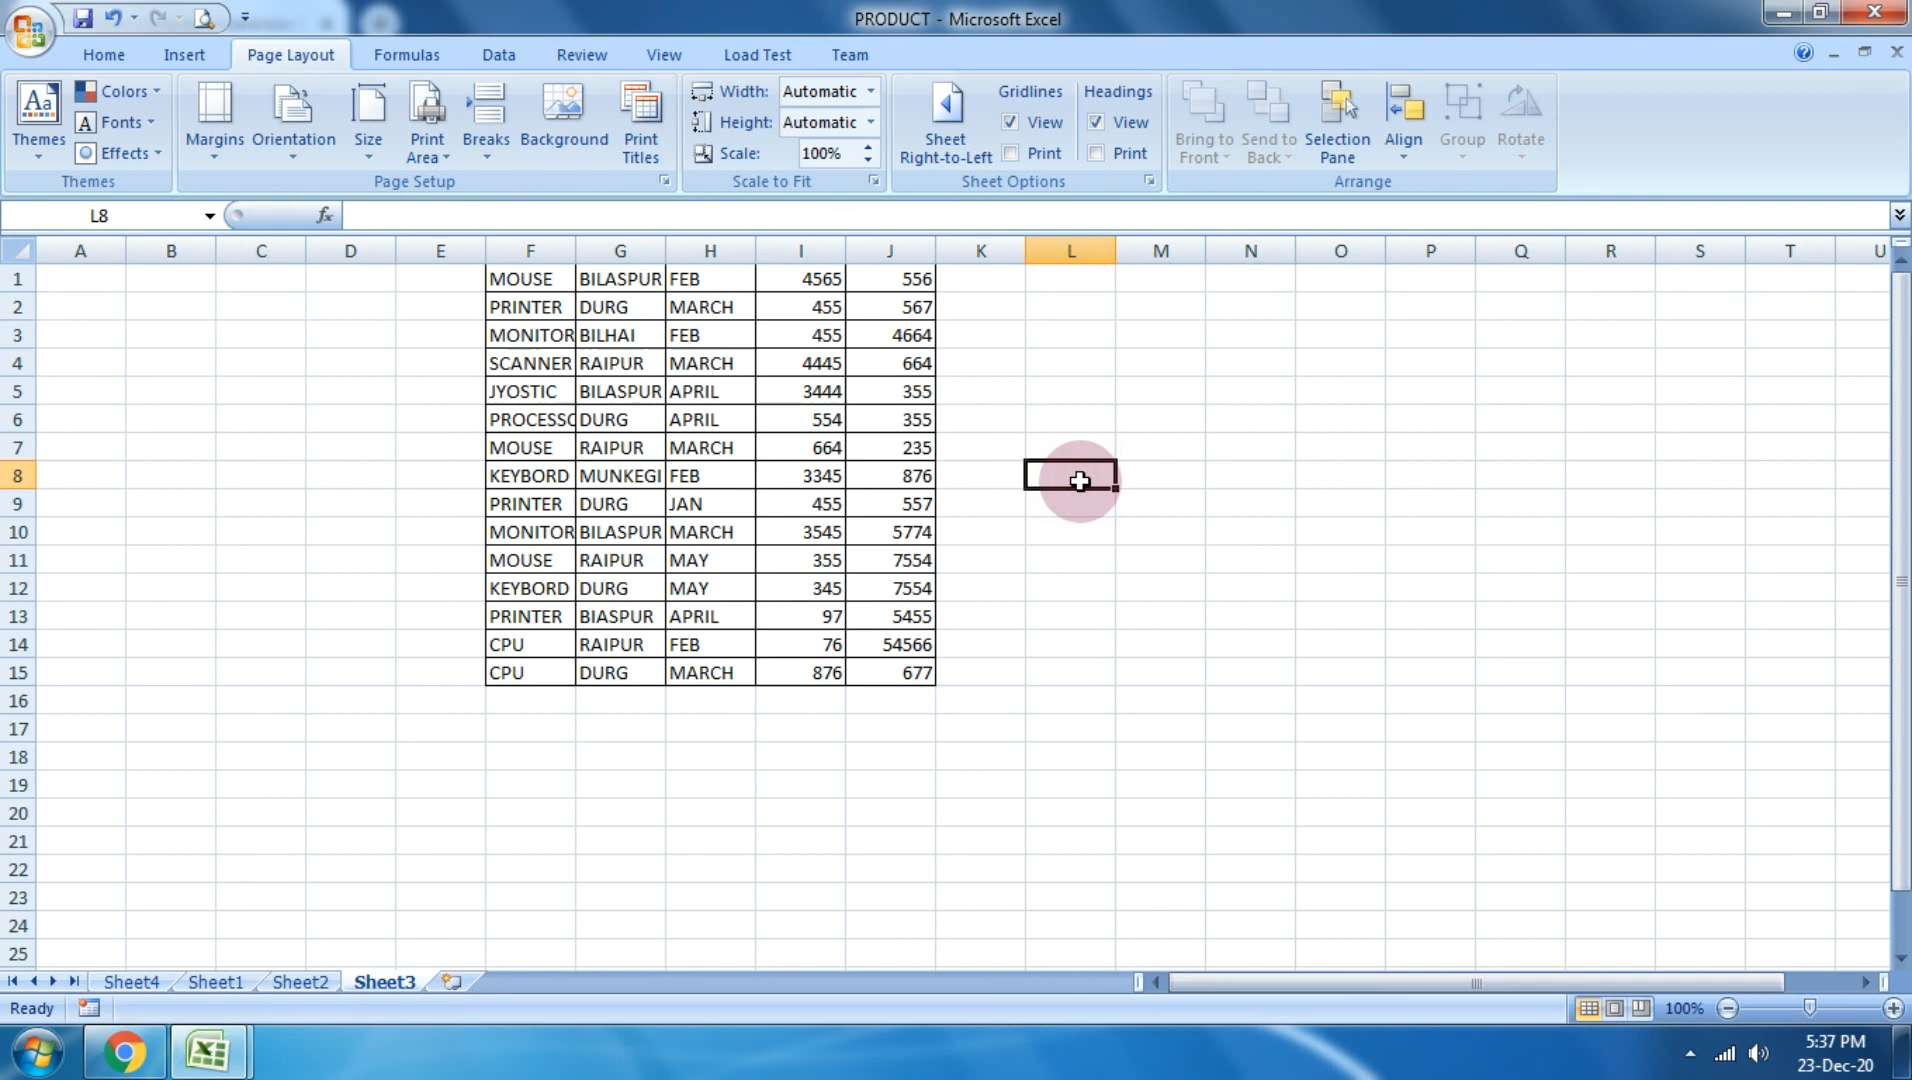 PRODUCT - Microsoft Excel
Home Insert Page Layout Formulas Data Review View Load Test Team
Themes
Colors
Fonts
Effects
Themes
Margins Orientation Size Print Area Breaks Background Print Titles
Page Setup
Width: Automatic
Height: Automatic
Scale: 100%
Scale to Fit
Sheet Right-to-Left
Gridlines
View
Print
Headings
View
Print
Sheet Options
Bring to Front Send to Back Selection Pane Align Group Rotate
Arrange
L8 fx
A B C D E F G H I J K L M N O P Q R S T U
1 MOUSE BILASPUR FEB 4565 556
2 PRINTER DURG MARCH 455 567
3 MONITOR BILHAI FEB 455 4664
4 SCANNER RAIPUR MARCH 4445 664
5 JYOSTIC BILASPUR APRIL 3444 355
6 PROCESSO DURG APRIL 554 355
7 MOUSE RAIPUR MARCH 664 235
8 KEYBORD MUNKEGI FEB 3345 876
9 PRINTER DURG JAN 455 557
10 MONITOR BILASPUR MARCH 3545 5774
11 MOUSE RAIPUR MAY 355 7554
12 KEYBORD DURG MAY 345 7554
13 PRINTER BIASPUR APRIL 97 5455
14 CPU RAIPUR FEB 76 54566
15 CPU DURG MARCH 876 677
16
17
18
19
20
21
22
23
24
25
Sheet4 Sheet1 Sheet2 Sheet3
Ready 100%
5:37 PM
23-Dec-20